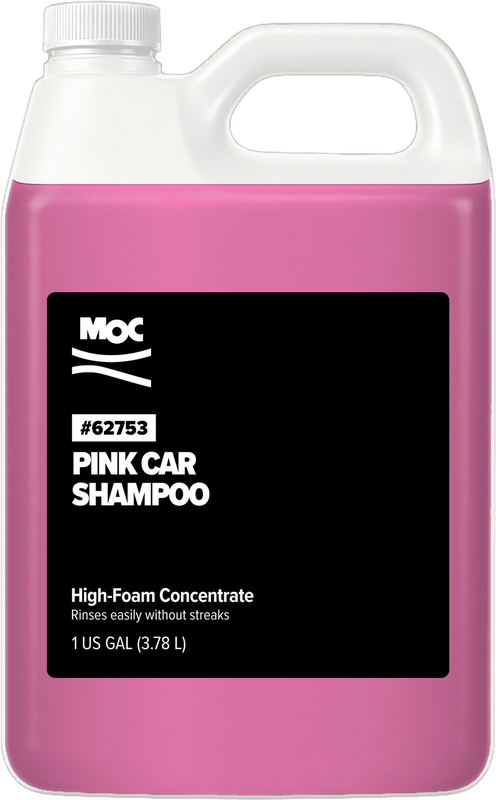 MOC
#62753
PINK CAR
SHAMPOO
High-Foam Concentrate
Rinses easily without streaks
1 US GAL (3.78 L)